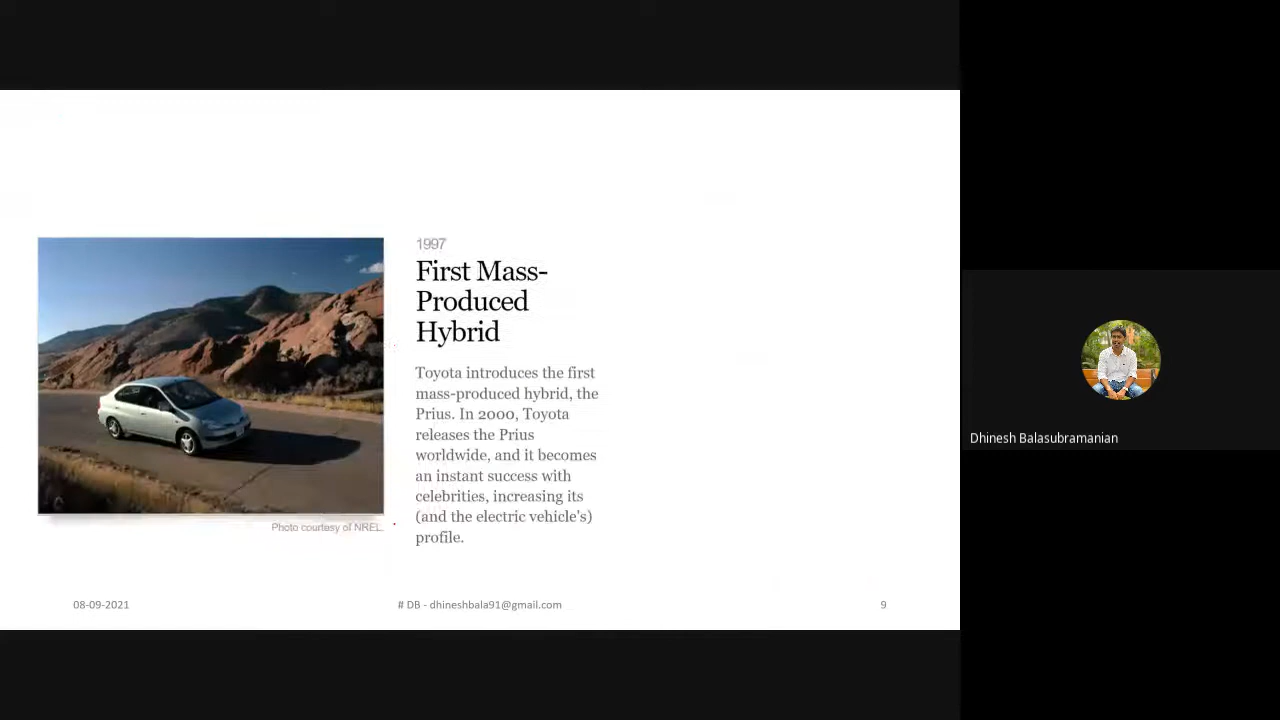 1997
First Mass-
Produced
Hybrid
Toyota introduces the first
mass-produced hybrid, the
Prius. In 2000, Toyota
releases the Prius
worldwide, and it becomes
an instant success with
celebrities, increasing its
(and the electric vehicle's)
profile.
Photo courtesy of NREL.
08-09-2021
# DB - dhineshbala91@gmail.com
9
Dhinesh Balasubramanian